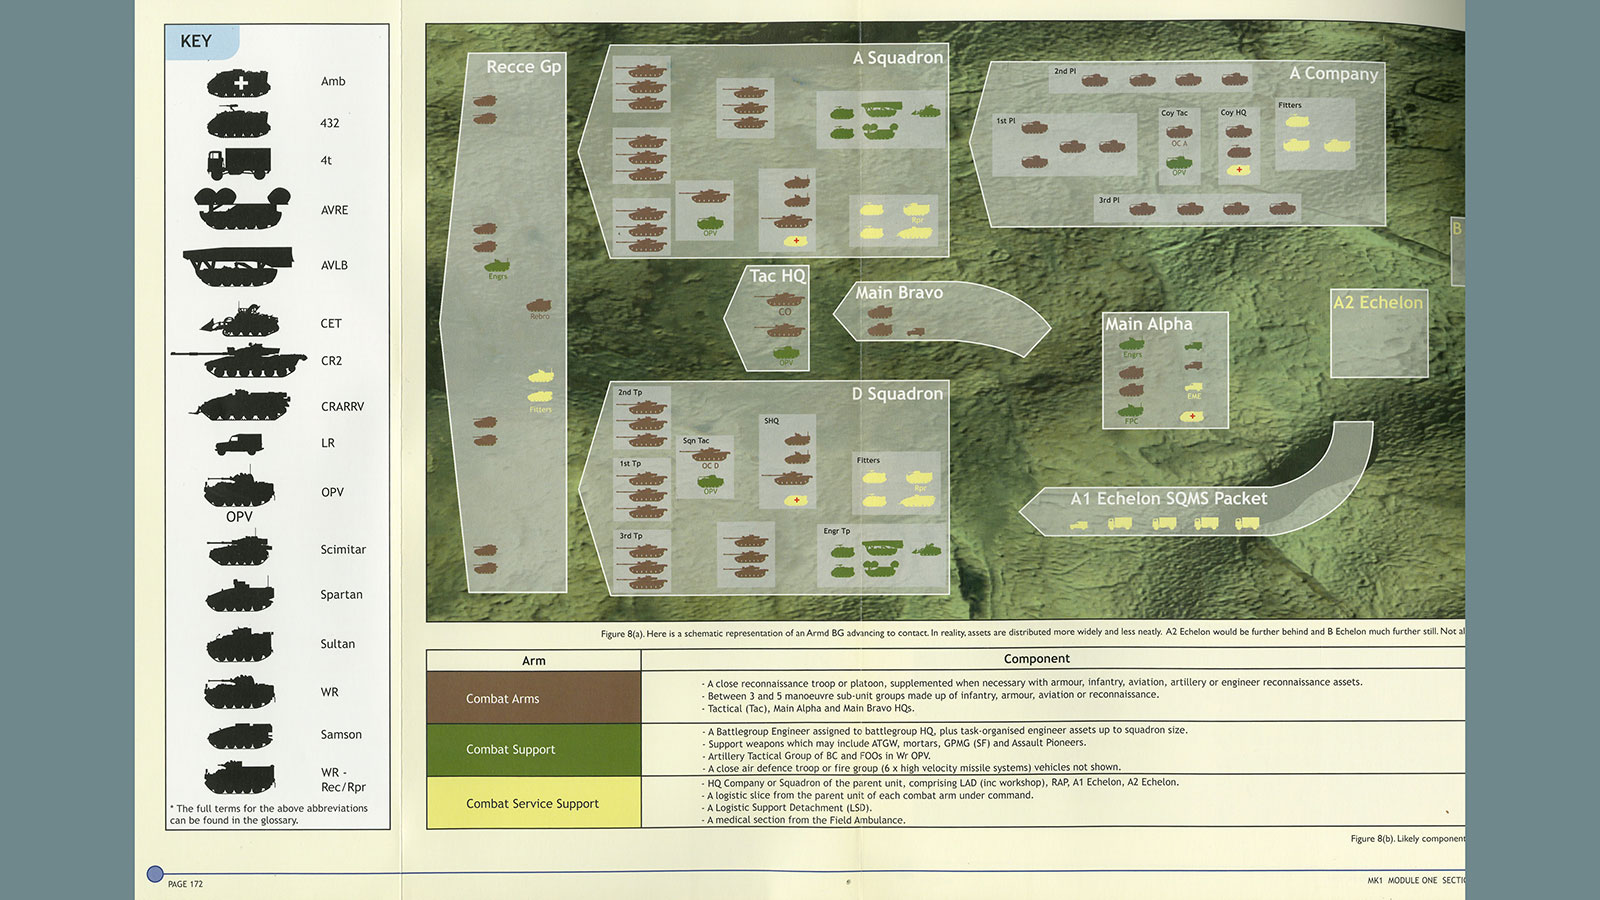 KEY
Amb
432
4t
AVRE
AVLB
CET
CR2
CRARRV
LR
OPV
OPV
Scimitar
Spartan
Sultan
WR
Samson
WR -
Rec/Rpr
* The full terms for the above abbreviations
can be found in the glossary.
Recce Gp
Engrs
Rebro
Fitters
A Squadron
OPV
Rpr
Tac HQ
CO
OPV
Main Bravo
D Squadron
2nd Tp
1st Tp
3rd Tp
Sqn Tac
OC D
OPV
SHQ
Fitters
Rpr
Engr Tp
A Company
2nd Pl
1st Pl
Coy Tac
OC A
OPV
Coy HQ
Fitters
3rd Pl
B
Main Alpha
Engrs
EME
FPC
A2 Echelon
A1 Echelon SQMS Packet
Figure 8(a). Here is a schematic representation of an Armd BG advancing to contact. In reality, assets are distributed more widely and less neatly. A2 Echelon would be further behind and B Echelon much further still. Not al
Arm
Component
Combat Arms
- A close reconnaissance troop or platoon, supplemented when necessary with armour, infantry, aviation, artillery or engineer reconnaissance assets.
- Between 3 and 5 manoeuvre sub-unit groups made up of infantry, armour, aviation or reconnaissance.
- Tactical (Tac), Main Alpha and Main Bravo HQs.
Combat Support
- A Battlegroup Engineer assigned to battlegroup HQ, plus task-organised engineer assets up to squadron size.
- Support weapons which may include ATGW, mortars, GPMG (SF) and Assault Pioneers.
- Artillery Tactical Group of BC and FOOs in Wr OPV.
- A close air defence troop or fire group (6 x high velocity missile systems) vehicles not shown.
Combat Service Support
- HQ Company or Squadron of the parent unit, comprising LAD (inc workshop), RAP, A1 Echelon, A2 Echelon.
- A logistic slice from the parent unit of each combat arm under command.
- A Logistic Support Detachment (LSD).
- A medical section from the Field Ambulance.
Figure 8(b). Likely component
PAGE 172
MK1 MODULE ONE SECTIO